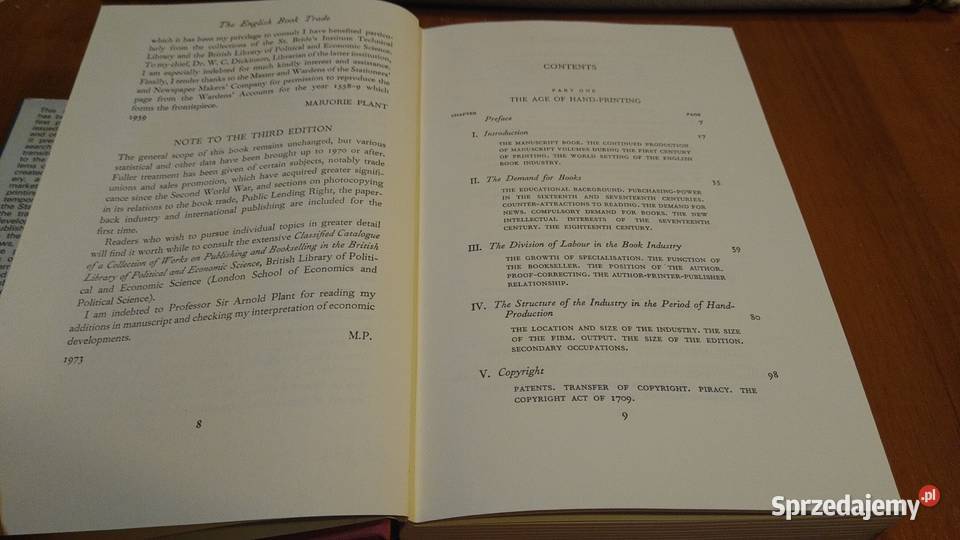 The English Book Trade
which it has been my privilege to consult I have benefited particu-
larly from the collections of the St. Bride's Institute Technical
Library and the British Library of Political and Economic Science.
To my chief, Dr. W. C. Dickinson, Librarian of the latter institution,
I am especially indebted for much kindly interest and assistance.
Finally, I render thanks to the Master and Wardens of the Stationers'
and Newspaper Makers' Company for permission to reproduce the
page from the Wardens' Accounts for the year 1558-9 which
forms the frontispiece.
MARJORIE PLANT
1939
NOTE TO THE THIRD EDITION
The general scope of this book remains unchanged, but various
statistical and other data have been brought up to 1970 or after.
Fuller treatment has been given of certain subjects, notably trade
unions and sales promotion, which have acquired greater signifi-
cance since the Second World War, and sections on photocopying
in its relations to the book trade, Public Lending Right, the paper-
back industry and international publishing are included for the
first time.
Readers who wish to pursue individual topics in greater detail
will find it worth while to consult the extensive Classified Catalogue
of a Collection of Works on Publishing and Bookselling in the British
Library of Political and Economic Science, British Library of Politi-
cal and Economic Science (London School of Economics and
Political Science).
I am indebted to Professor Sir Arnold Plant for reading my
additions in manuscript and checking my interpretation of economic
developments.
M.P.
1973
8
CONTENTS
PART ONE
THE AGE OF HAND-PRINTING
CHAPTER PAGE
Preface 7
I. Introduction 17
THE MANUSCRIPT BOOK. THE CONTINUED PRODUCTION
OF MANUSCRIPT VOLUMES DURING THE FIRST CENTURY
OF PRINTING. THE WORLD SETTING OF THE ENGLISH
BOOK INDUSTRY.
II. The Demand for Books 35
THE EDUCATIONAL BACKGROUND. PURCHASING-POWER
IN THE SIXTEENTH AND SEVENTEENTH CENTURIES.
COUNTER-ATTRACTIONS TO READING. THE DEMAND FOR
NEWS. COMPULSORY DEMAND FOR BOOKS. THE NEW
INTELLECTUAL INTERESTS OF THE SEVENTEENTH
CENTURY. THE EIGHTEENTH CENTURY.
III. The Division of Labour in the Book Industry 59
THE GROWTH OF SPECIALISATION. THE FUNCTION OF
THE BOOKSELLER. THE POSITION OF THE AUTHOR.
PROOF-CORRECTING. THE AUTHOR-PRINTER-PUBLISHER
RELATIONSHIP.
IV. The Structure of the Industry in the Period of Hand-
Production 80
THE LOCATION AND SIZE OF THE INDUSTRY. THE SIZE
OF THE FIRM. OUTPUT. THE SIZE OF THE EDITION.
SECONDARY OCCUPATIONS.
V. Copyright 98
PATENTS. TRANSFER OF COPYRIGHT. PIRACY. THE
COPYRIGHT ACT OF 1709.
9
Sprzedajemy.pl